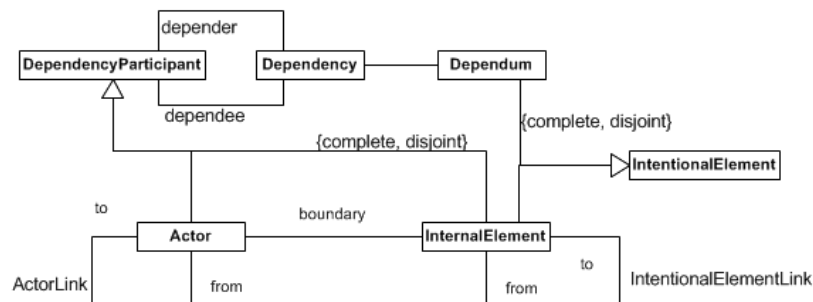 depender
DependencyParticipant
Dependency
Dependum
dependee
{complete, disjoint}
{complete, disjoint}
IntentionalElement
to
boundary
Actor
InternalElement
to
ActorLink
from
from
IntentionalElementLink